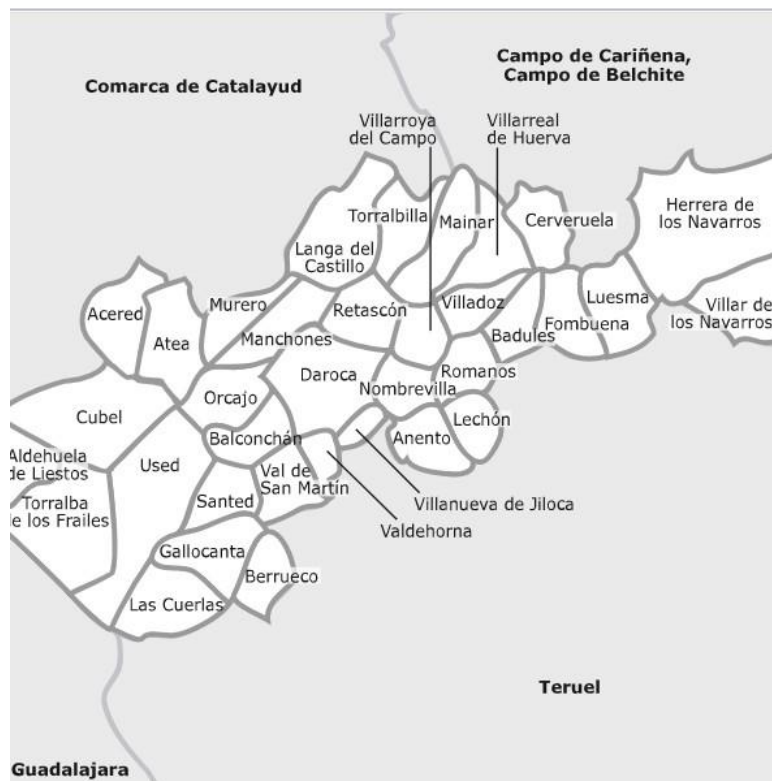 Comarca de Catalayud
Campo de Cariñena,
Campo de Belchite
Villarroya
del Campo
Villarreal
de Huerva
Torralbilla
Mainar
Cerveruela
Herrera de
los Navarros
Langa del
Castillo
Murero
Acered
Atea
Manchones
Retascón
Villadoz
Badules
Fombuena
Luesma
Villar de
los Navarros
Daroca
Nombrevilla
Romanos
Orcajo
Cubel
Balconchán
Anento
Lechón
Aldehuela
de Liestos
Used
Val de
San Martín
Santed
Torralba
de los Frailes
Villanueva de Jiloca
Valdehorna
Gallocanta
Berrueco
Las Cuerlas
Teruel
Guadalajara